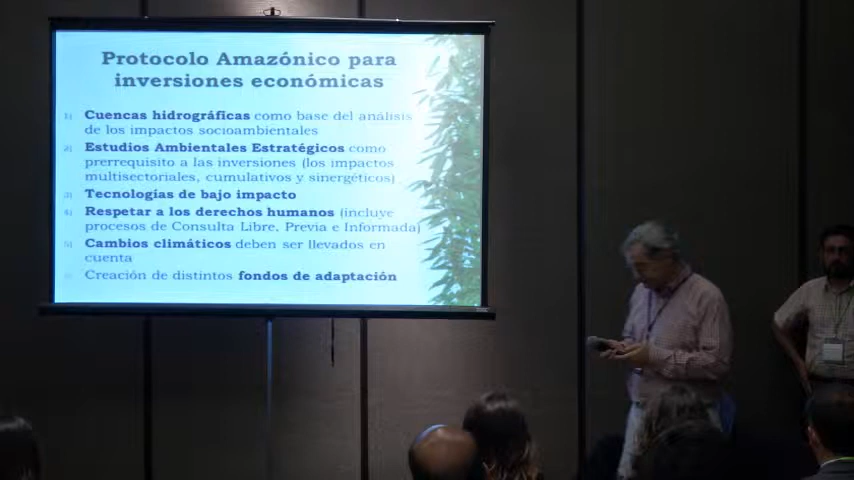 Protocolo Amazónico para
inversiones económicas
1) Cuencas hidrográficas como base del análisis
de los impactos socioambientales
2) Estudios Ambientales Estratégicos como
prerrequisito a las inversiones (los impactos
multisectoriales, cumulativos y sinergéticos)
3) Tecnologías de bajo impacto
4) Respetar a los derechos humanos (incluye
procesos de Consulta Libre, Previa e Informada)
5) Cambios climáticos deben ser llevados en
cuenta
Creación de distintos fondos de adaptación